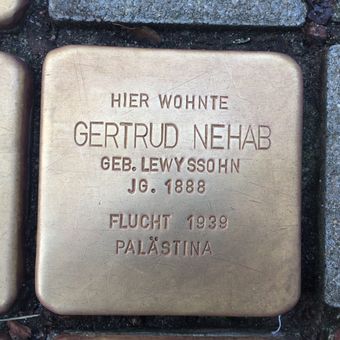 HIER WOHNTE
GERTRUD NEHAB
GEB. LEWYSSOHN
JG. 1888
FLUCHT 1939
PALÄSTINA